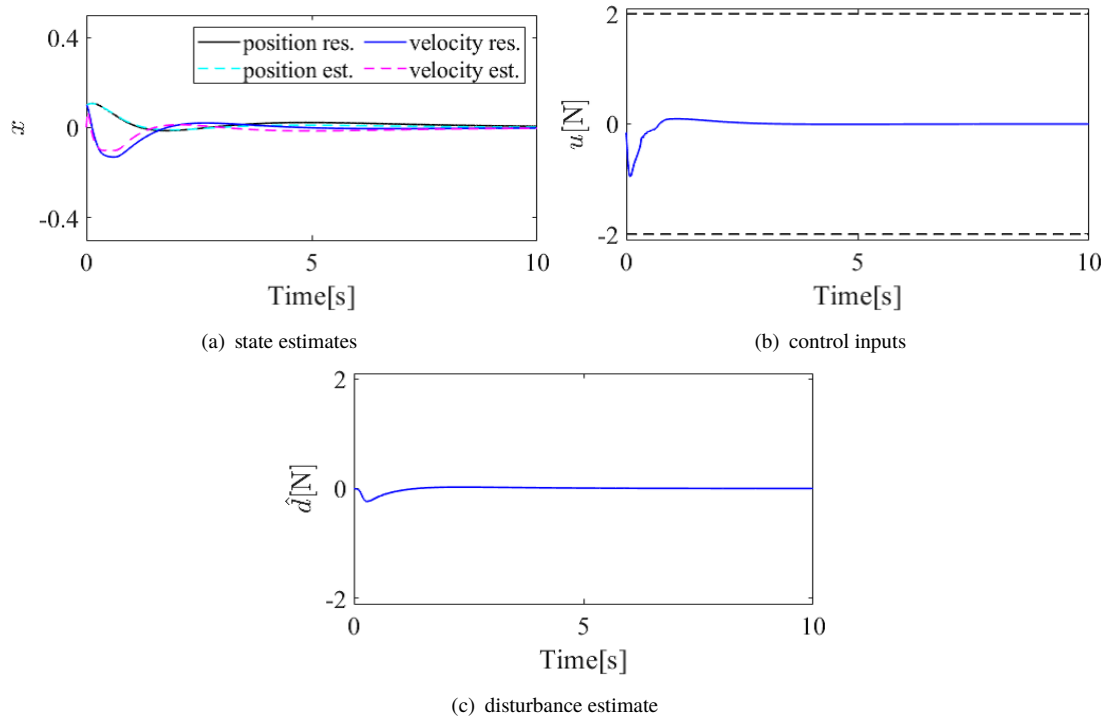 0.4
0
-0.4
x
position res.
velocity res.
position est.
velocity est.
0
5
10
Time[s]
(a) state estimates
2
0
-2
u[N]
0
5
10
Time[s]
(b) control inputs
2
0
-2
d̂[N]
0
5
10
Time[s]
(c) disturbance estimate